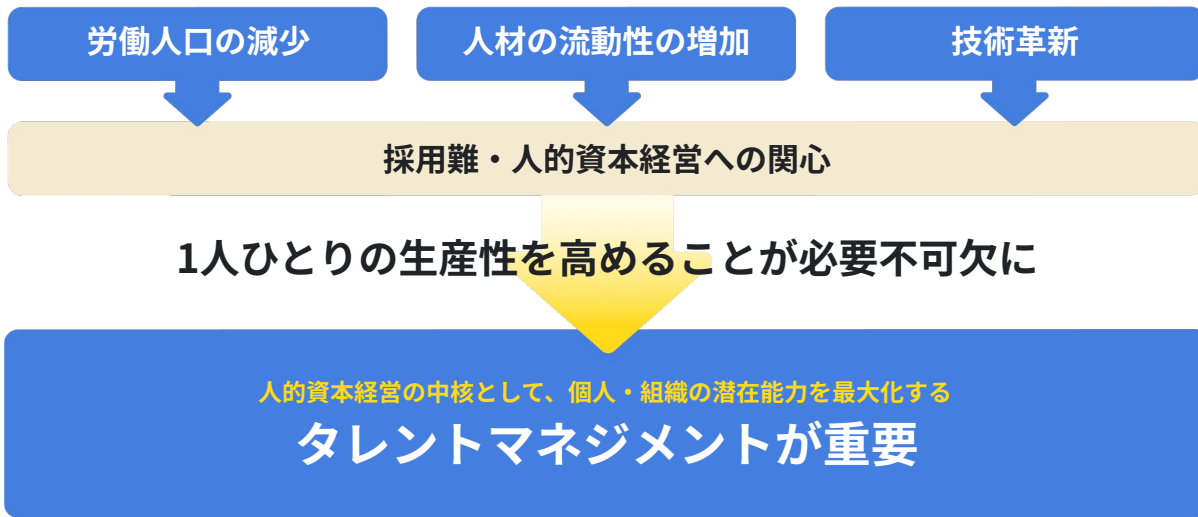 労働人口の減少
人材の流動性の増加
技術革新
採用難・人的資本経営への関心
1人ひとりの生産性を高めることが必要不可欠に
人的資本経営の中核として、個人・組織の潜在能力を最大化する
タレントマネジメントが重要